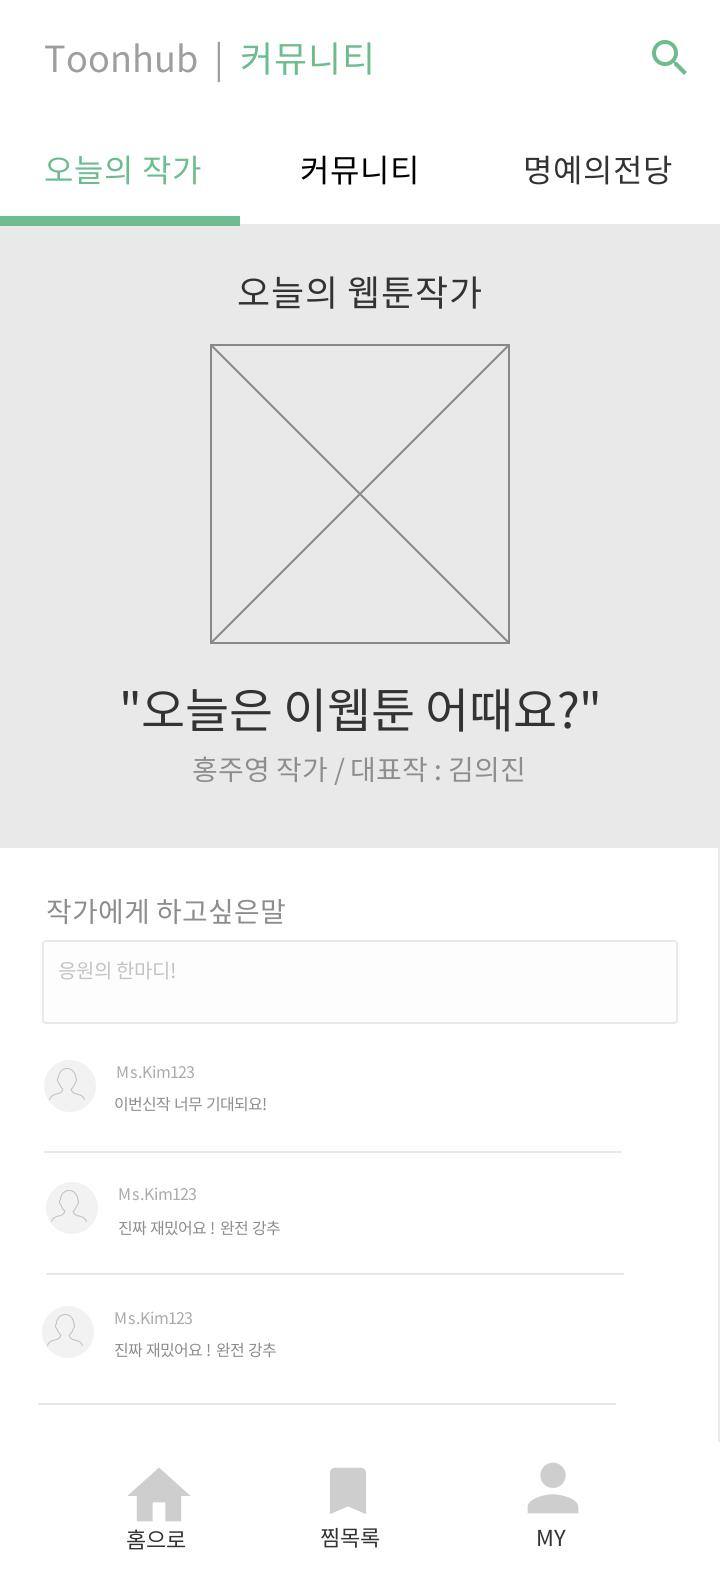 Toonhub | 커뮤니티
오늘의 작가 커뮤니티 명예의전당
오늘의 웹툰작가
"오늘은 이웹툰 어때요?"
홍주영 작가 / 대표작 : 김의진
작가에게 하고싶은말
응원의 한마디!
Ms.Kim123
이번신작 너무 기대되요!
Ms.Kim123
진짜 재밌어요 ! 완전 강추
Ms.Kim123
진짜 재밌어요 ! 완전 강추
홈으로 찜목록 MY